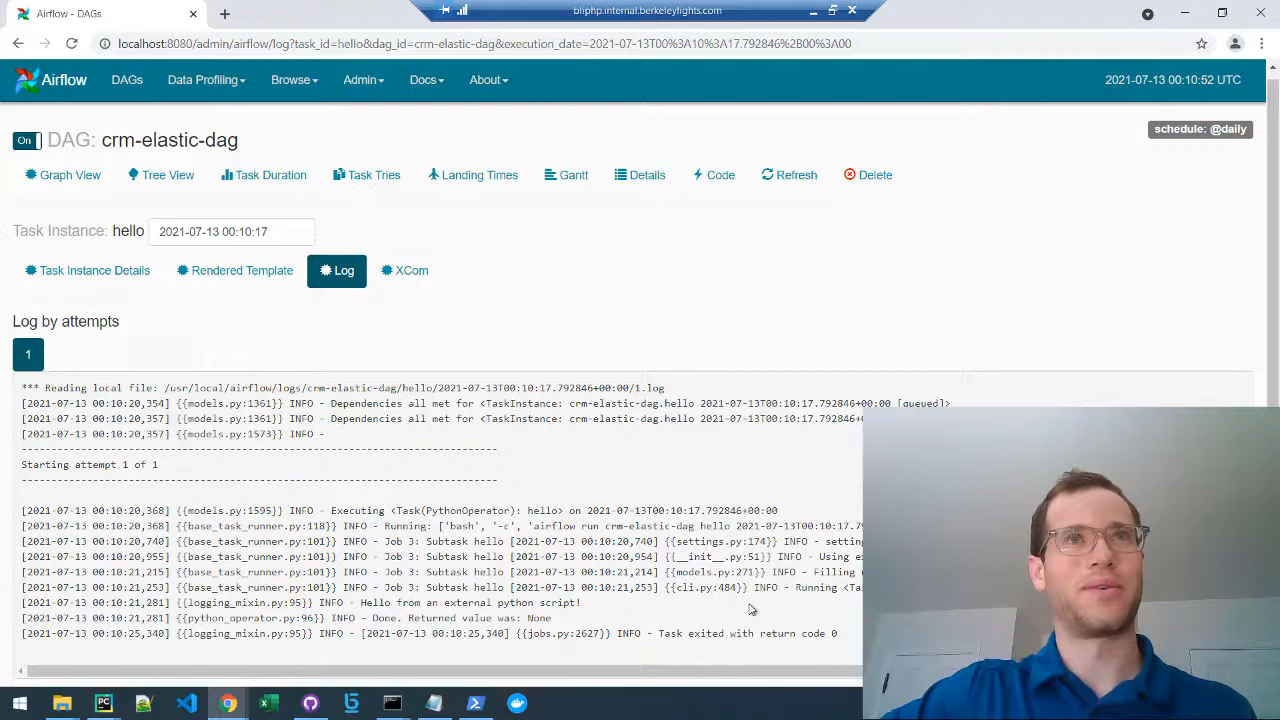 Airflow - DAGs
bliphp.internal.berkeleylights.com
localhost:8080/admin/airflow/log?task_id=hello&dag_id=crm-elastic-dag&execution_date=2021-07-13T00%3A10%3A17.792846%2B00%3A00
Airflow DAGs Data Profiling Browse Admin Docs About 2021-07-13 00:10:52 UTC
On DAG: crm-elastic-dag schedule: @daily
Graph View Tree View Task Duration Task Tries Landing Times Gantt Details Code Refresh Delete
Task Instance: hello 2021-07-13 00:10:17
Task Instance Details Rendered Template Log XCom
Log by attempts
1
*** Reading local file: /usr/local/airflow/logs/crm-elastic-dag/hello/2021-07-13T00:10:17.792846+00:00/1.log
[2021-07-13 00:10:20,354] {{models.py:1361}} INFO - Dependencies all met for <TaskInstance: crm-elastic-dag.hello 2021-07-13T00:10:17.792846+00:00 [queued]>
[2021-07-13 00:10:20,357] {{models.py:1361}} INFO - Dependencies all met for <TaskInstance: crm-elastic-dag.hello 2021-07-13T00:10:17.792846+0
[2021-07-13 00:10:20,357] {{models.py:1573}} INFO -
--------------------------------------------------------------------------------
Starting attempt 1 of 1
--------------------------------------------------------------------------------
[2021-07-13 00:10:20,368] {{models.py:1595}} INFO - Executing <Task(PythonOperator): hello> on 2021-07-13T00:10:17.792846+00:00
[2021-07-13 00:10:20,368] {{base_task_runner.py:118}} INFO - Running: ['bash', '-c', 'airflow run crm-elastic-dag hello 2021-07-13T00:10:17.79
[2021-07-13 00:10:20,740] {{base_task_runner.py:101}} INFO - Job 3: Subtask hello [2021-07-13 00:10:20,740] {{settings.py:174}} INFO - setting
[2021-07-13 00:10:20,955] {{base_task_runner.py:101}} INFO - Job 3: Subtask hello [2021-07-13 00:10:20,954] {{__init__.py:51}} INFO - Using e
[2021-07-13 00:10:21,215] {{base_task_runner.py:101}} INFO - Job 3: Subtask hello [2021-07-13 00:10:21,214] {{models.py:271}} INFO - Filling
[2021-07-13 00:10:21,253] {{base_task_runner.py:101}} INFO - Job 3: Subtask hello [2021-07-13 00:10:21,253] {{cli.py:484}} INFO - Running <Ta
[2021-07-13 00:10:21,281] {{logging_mixin.py:95}} INFO - Hello from an external python script!
[2021-07-13 00:10:21,281] {{python_operator.py:96}} INFO - Done. Returned value was: None
[2021-07-13 00:10:25,340] {{logging_mixin.py:95}} INFO - [2021-07-13 00:10:25,340] {{jobs.py:2627}} INFO - Task exited with return code 0